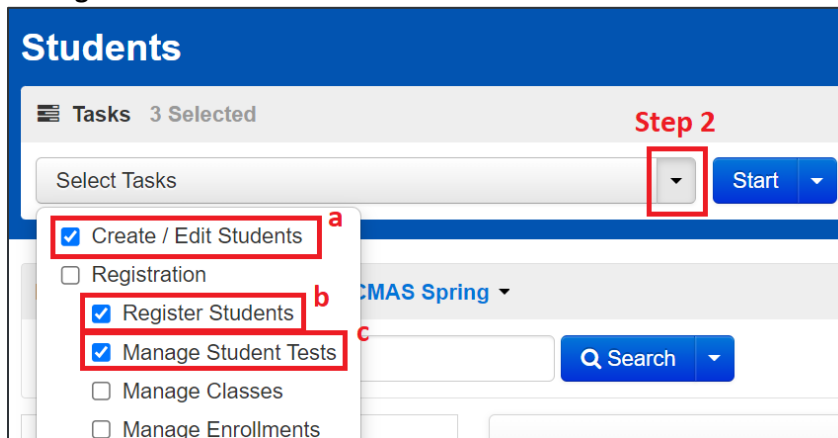 Students
Tasks 3 Selected
Step 2
Select Tasks
Start
Create / Edit Students
a
Registration
CMAS Spring
Register Students
b
Manage Student Tests
c
Search
Manage Classes
Manage Enrollments